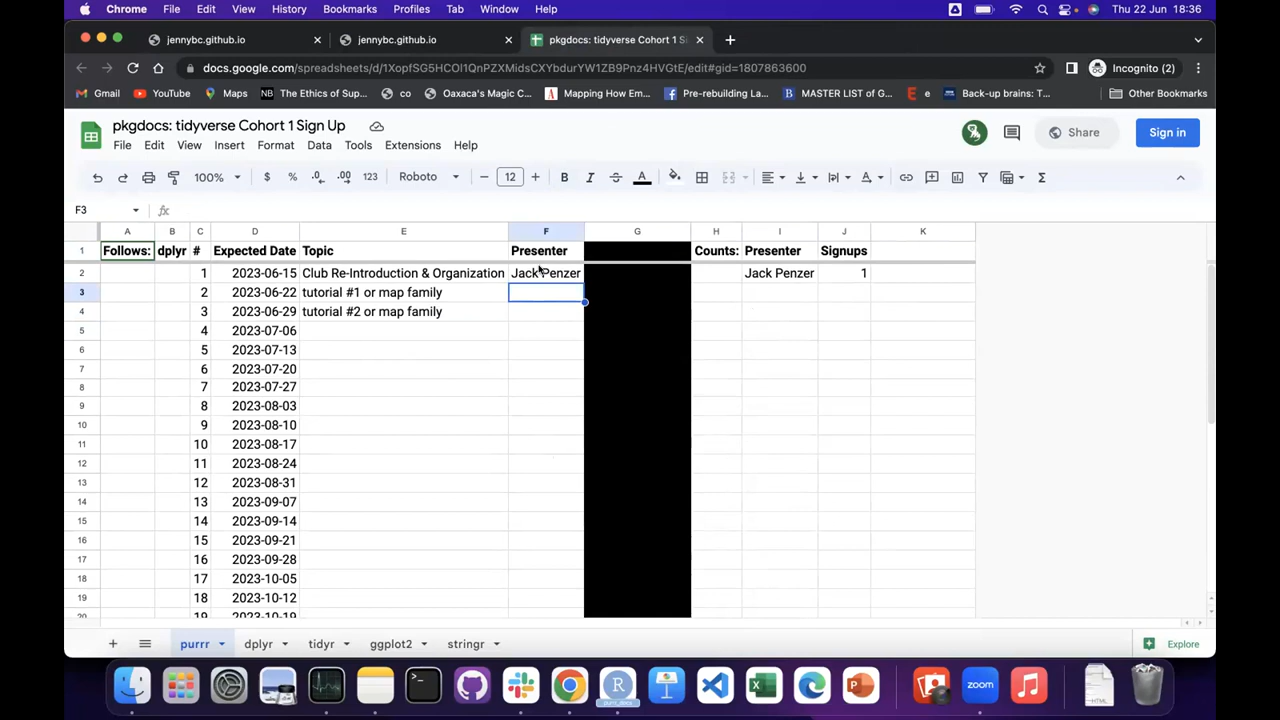 Chrome File Edit View History Bookmarks Profiles Tab Window Help Thu 22 Jun 18:36
jennybc.github.io jennybc.github.io pkgdocs: tidyverse Cohort 1 Si
docs.google.com/spreadsheets/d/1XopfSG5HCOl1QnPZXMidsCXYbdurYW1ZB9Pnz4HVGtE/edit#gid=1807863600 Incognito (2)
Gmail YouTube Maps NB The Ethics of Sup... co Oaxaca's Magic C... Mapping How Em... Pre-rebuilding La... MASTER LIST of G... e Back-up brains: T... Other Bookmarks
pkgdocs: tidyverse Cohort 1 Sign Up
Share Sign in
File Edit View Insert Format Data Tools Extensions Help
100% $ % .0 .00 123 Roboto 12 B I S A
F3 fx
A B C D E F G H I J K
1 Follows: dplyr # Expected Date Topic Presenter Counts: Presenter Signups
2 1 2023-06-15 Club Re-Introduction & Organization Jack Penzer Jack Penzer 1
3 2 2023-06-22 tutorial #1 or map family
4 3 2023-06-29 tutorial #2 or map family
5 4 2023-07-06
6 5 2023-07-13
7 6 2023-07-20
8 7 2023-07-27
9 8 2023-08-03
10 9 2023-08-10
11 10 2023-08-17
12 11 2023-08-24
13 12 2023-08-31
14 13 2023-09-07
15 14 2023-09-14
16 15 2023-09-21
17 16 2023-09-28
18 17 2023-10-05
19 18 2023-10-12
20 19 2023-10-19
purrr dplyr tidyr ggplot2 stringr Explore
purrr_docs
zoom
HTML